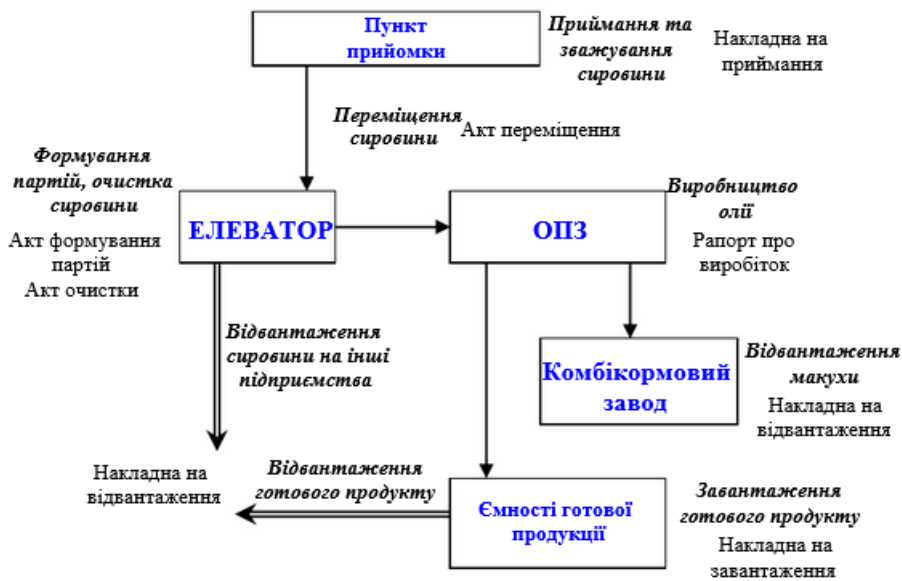 Пункт
прийомки
Приймання та
зважування
сировини
Накладна на
приймання
Переміщення
сировини
Акт переміщення
Формування
партій, очистка
сировини
Акт формування
партій
Акт очистки
ЕЛЕВАТОР
ОПЗ
Виробництво
олії
Рапорт про
виробіток
Відвантаження
сировини на інші
підприємства
Комбікормовий
завод
Відвантаження
макухи
Накладна на
відвантаження
Накладна на
відвантаження
Відвантаження
готового продукту
Ємності готової
продукції
Завантаження
готового продукту
Накладна на
завантаження